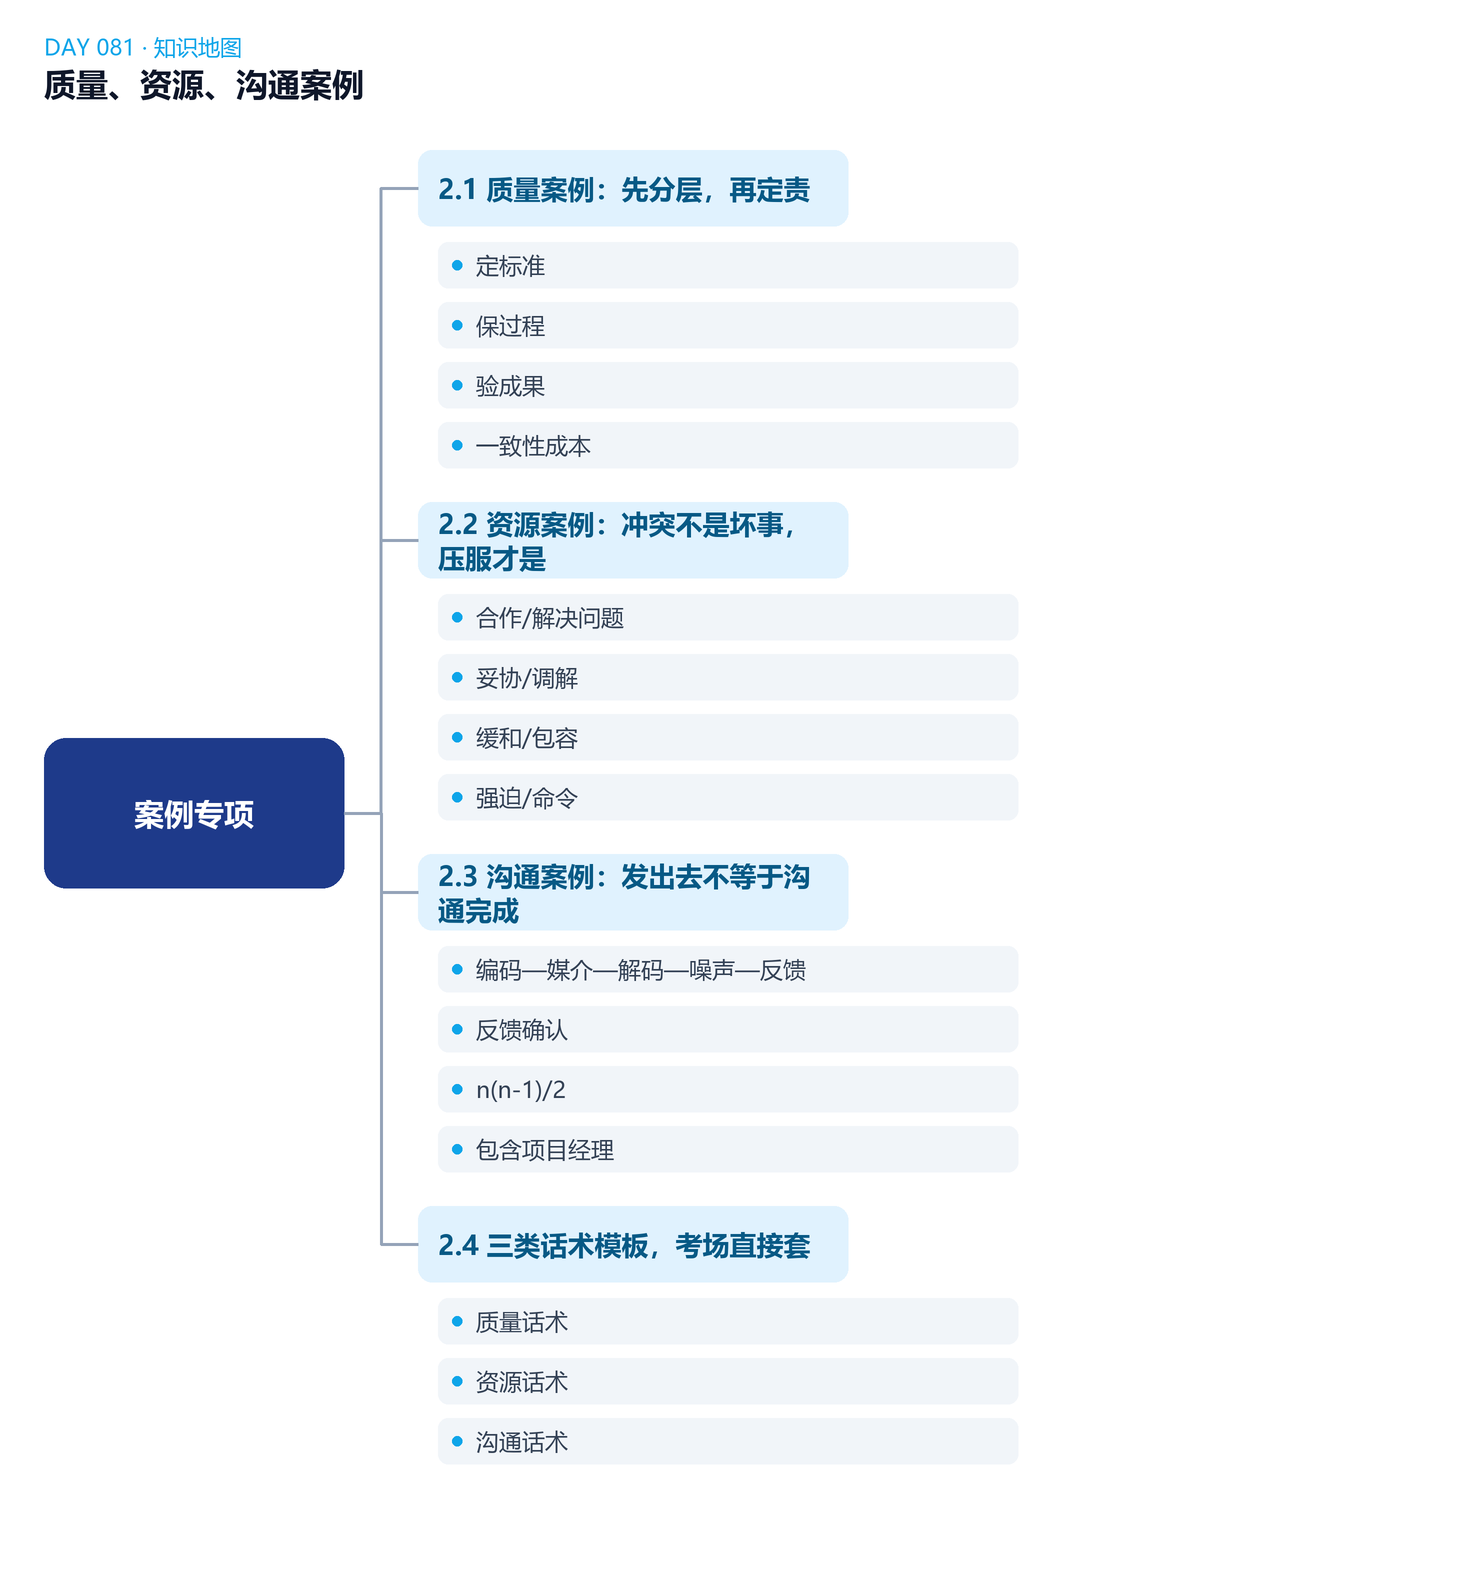 DAY 081 · 知识地图
质量、资源、沟通案例
2.1 质量案例：先分层，再定责
定标准
保过程
验成果
一致性成本
2.2 资源案例：冲突不是坏事，
压服才是
合作/解决问题
妥协/调解
缓和/包容
强迫/命令
案例专项
2.3 沟通案例：发出去不等于沟
通完成
编码—媒介—解码—噪声—反馈
反馈确认
n(n-1)/2
包含项目经理
2.4 三类话术模板，考场直接套
质量话术
资源话术
沟通话术